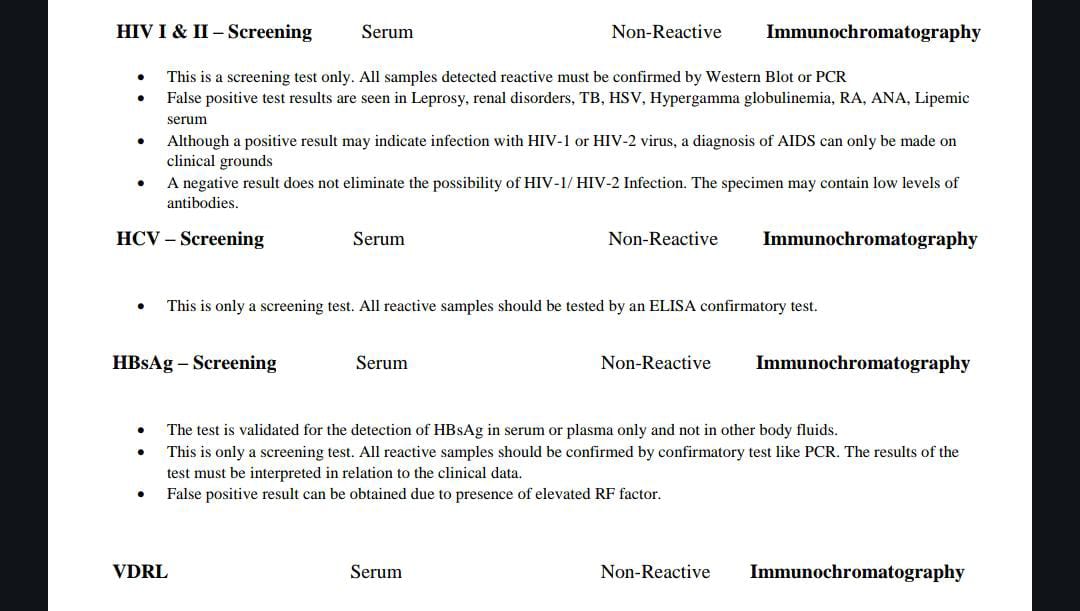 HIV I & II – Screening Serum Non-Reactive Immunochromatography
• This is a screening test only. All samples detected reactive must be confirmed by Western Blot or PCR
• False positive test results are seen in Leprosy, renal disorders, TB, HSV, Hypergamma globulinemia, RA, ANA, Lipemic
serum
• Although a positive result may indicate infection with HIV-1 or HIV-2 virus, a diagnosis of AIDS can only be made on
clinical grounds
• A negative result does not eliminate the possibility of HIV-1/ HIV-2 Infection. The specimen may contain low levels of
antibodies.
HCV – Screening Serum Non-Reactive Immunochromatography
• This is only a screening test. All reactive samples should be tested by an ELISA confirmatory test.
HBsAg – Screening Serum Non-Reactive Immunochromatography
• The test is validated for the detection of HBsAg in serum or plasma only and not in other body fluids.
• This is only a screening test. All reactive samples should be confirmed by confirmatory test like PCR. The results of the
test must be interpreted in relation to the clinical data.
• False positive result can be obtained due to presence of elevated RF factor.
VDRL Serum Non-Reactive Immunochromatography